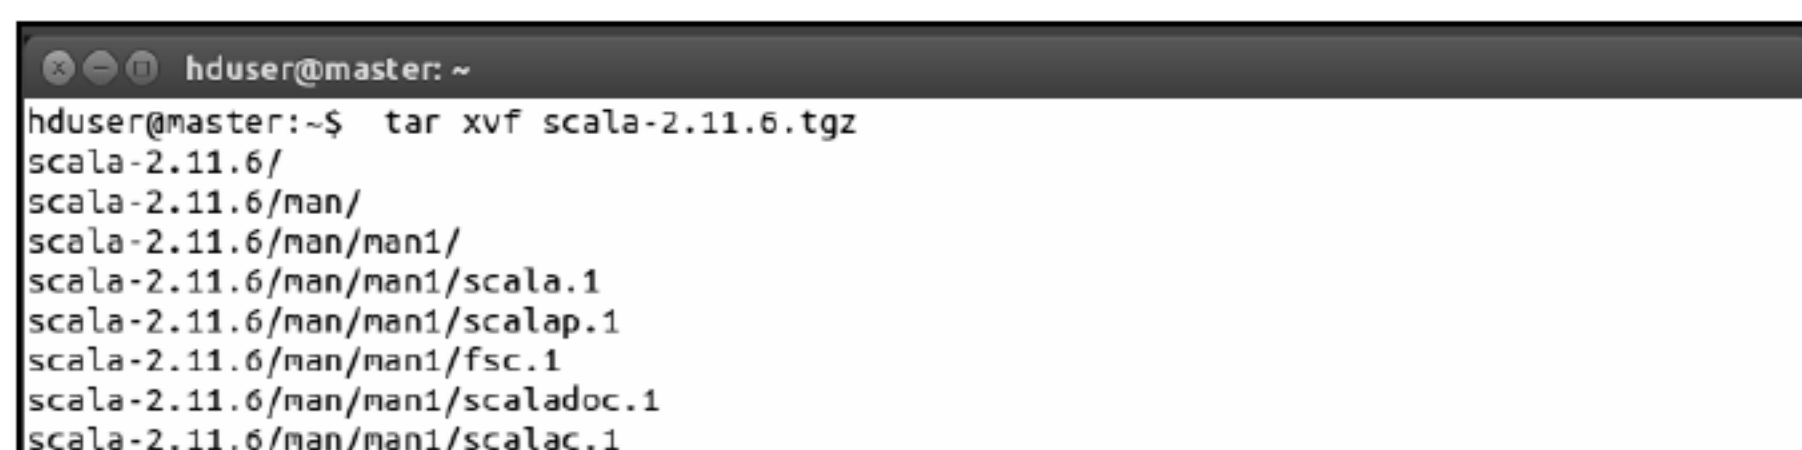 hduser@master: ~
hduser@master:~$  tar xvf scala-2.11.6.tgz
scala-2.11.6/
scala-2.11.6/man/
scala-2.11.6/man/man1/
scala-2.11.6/man/man1/scala.1
scala-2.11.6/man/man1/scalap.1
scala-2.11.6/man/man1/fsc.1
scala-2.11.6/man/man1/scaladoc.1
scala-2.11.6/man/man1/scalac.1